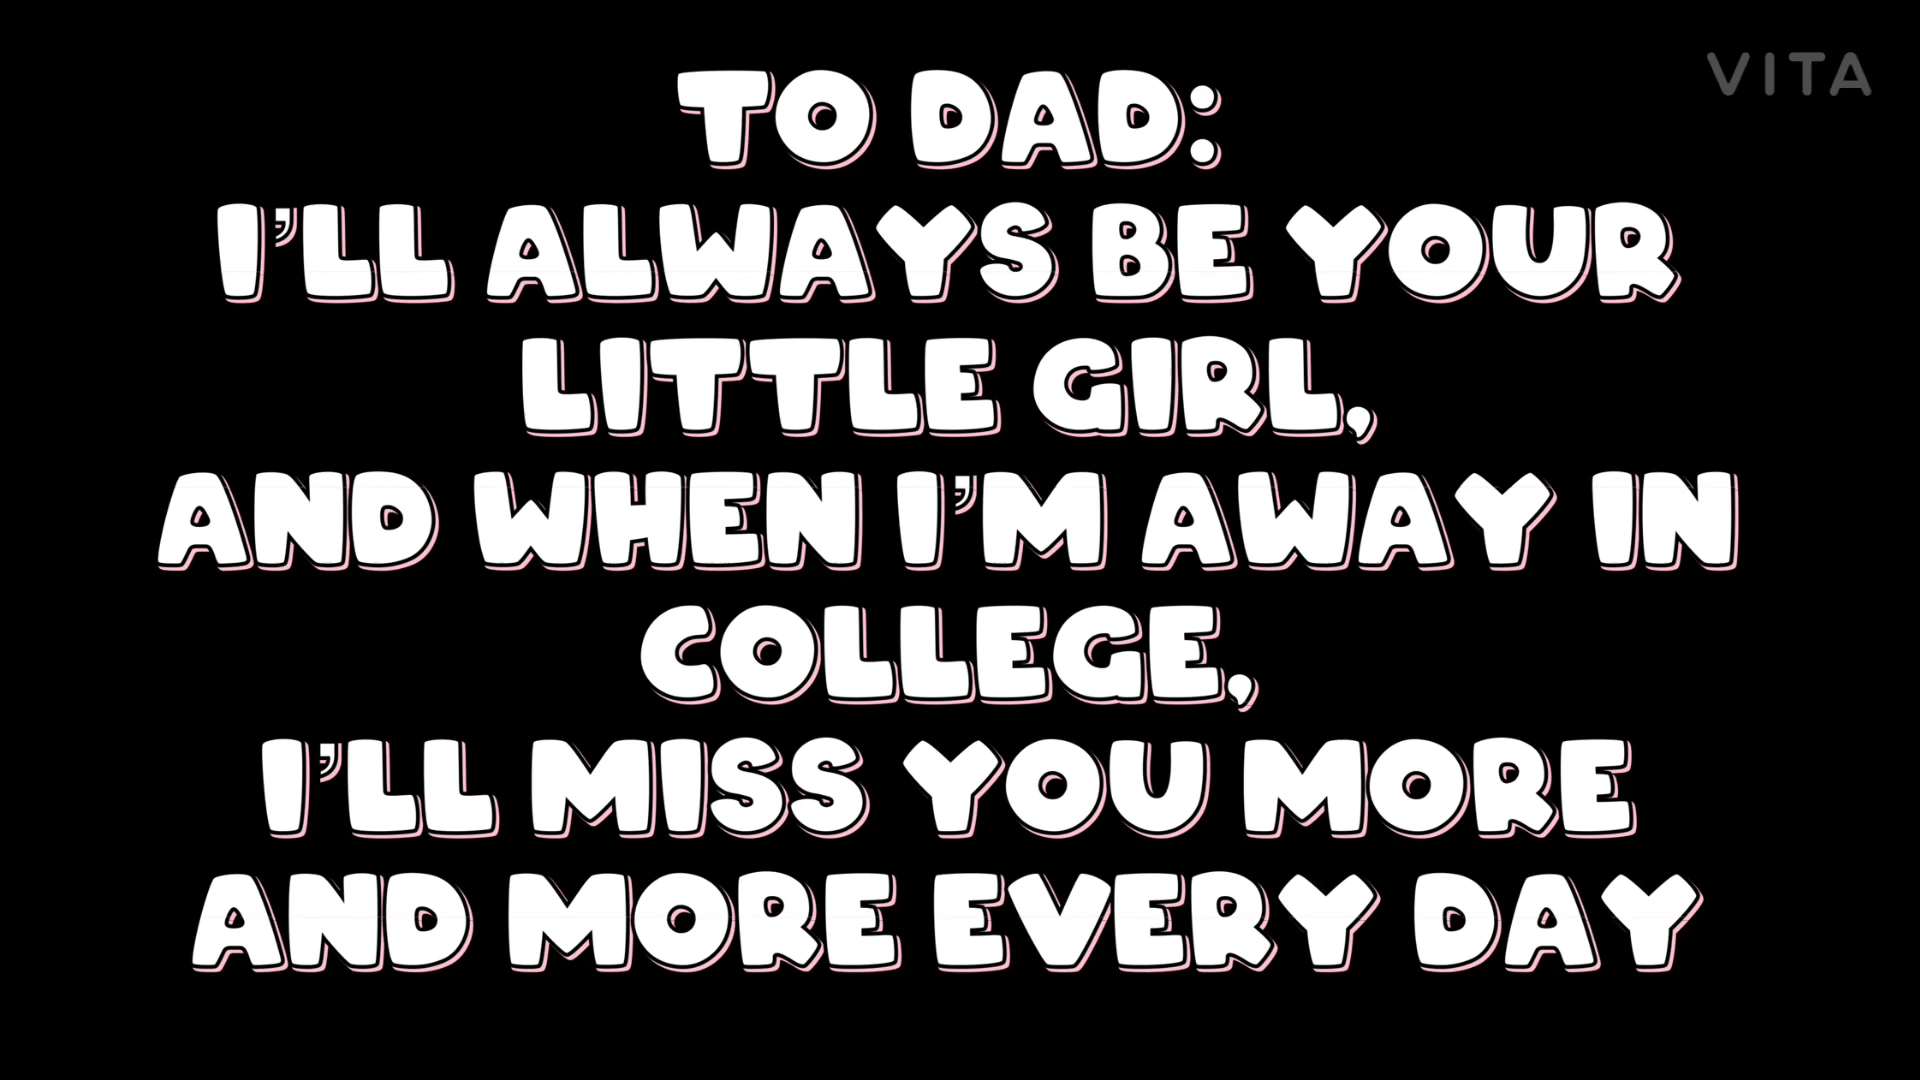 VITA
TO DAD:
I'LL ALWAYS BE YOUR
LITTLE GIRL,
AND WHEN I'M AWAY IN
COLLEGE,
I'LL MISS YOU MORE
AND MORE EVERY DAY